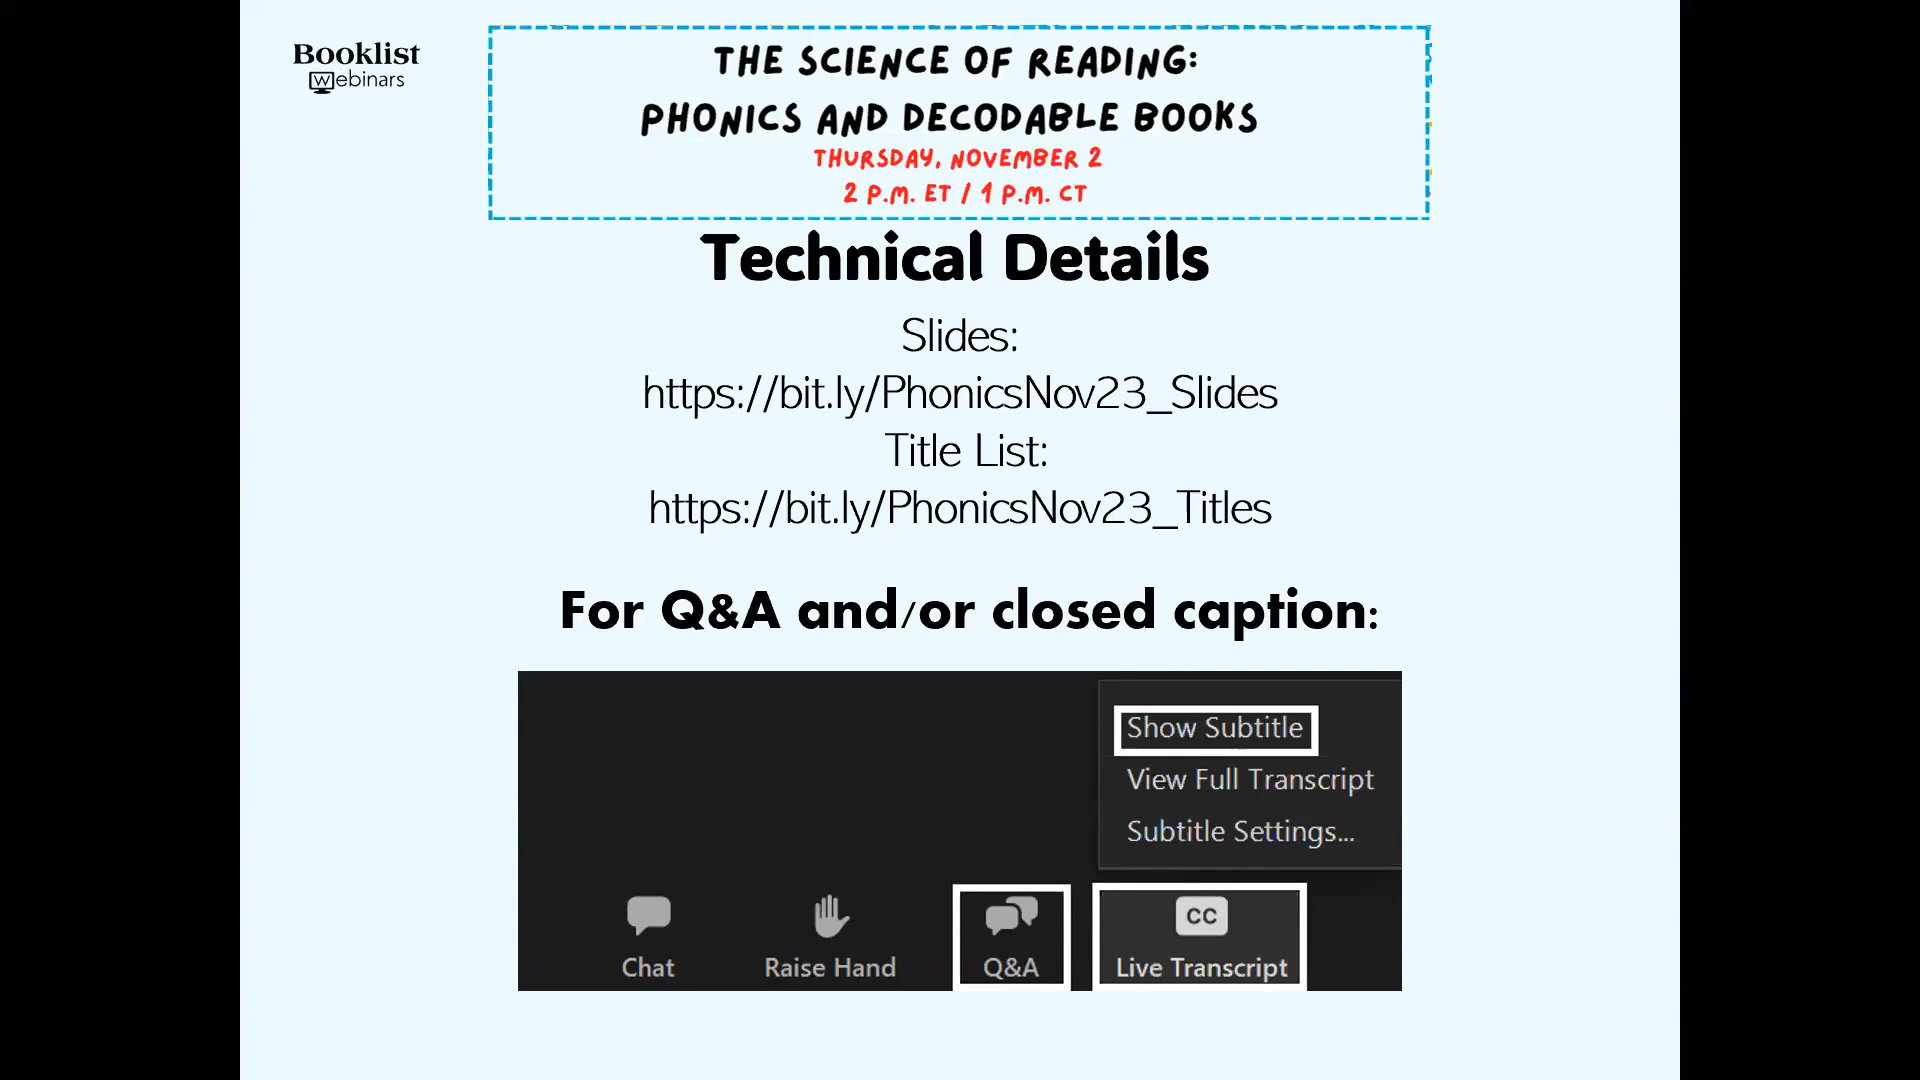 Booklist
Webinars
THE SCIENCE OF READING:
PHONICS AND DECODABLE BOOKS
THURSDAY, NOVEMBER 2
2 P.M. ET / 1 P.M. CT
Technical Details
Slides:
https://bit.ly/PhonicsNov23_Slides
Title List:
https://bit.ly/PhonicsNov23_Titles
For Q&A and/or closed caption:
Show Subtitle
View Full Transcript
Subtitle Settings...
CC
Chat
Raise Hand
Q&A
Live Transcript